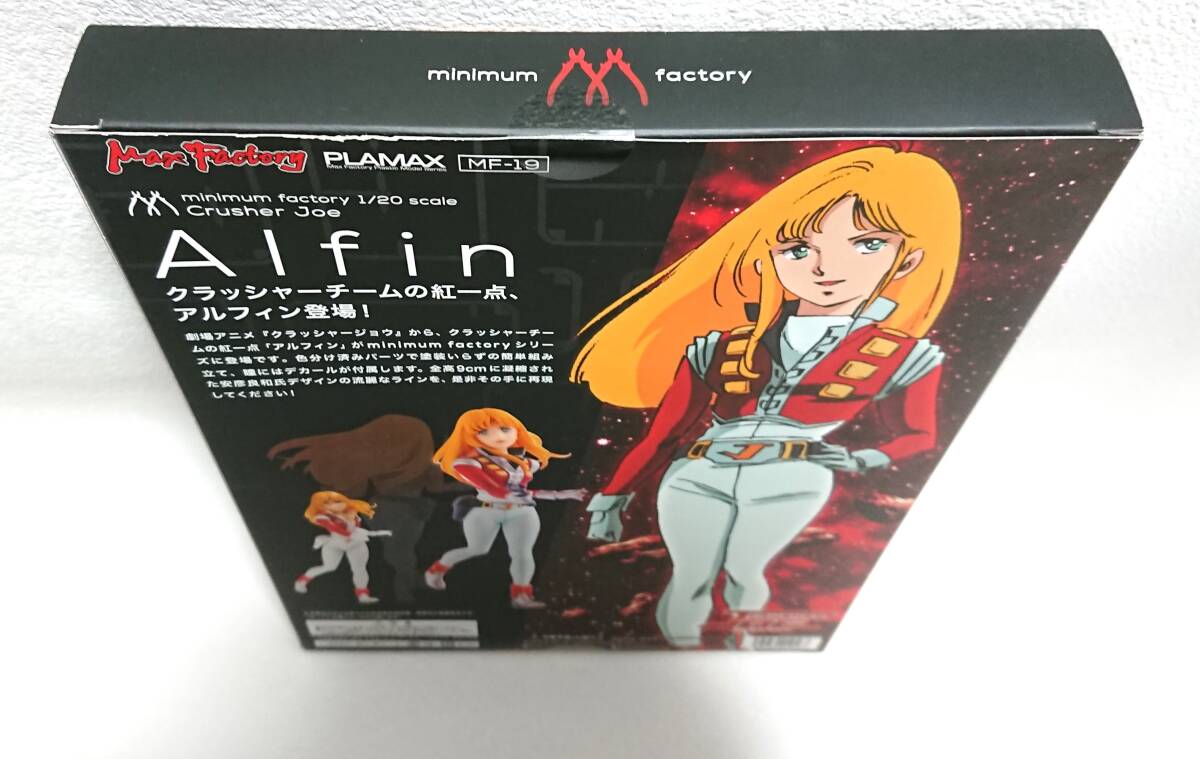 minimum factory
Max Factory PLAMAX MF-19
Max Factory Plastic Model Series
minimum factory 1/20 scale
Crusher Joe
Alfin
クラッシャーチームの紅一点、
アルフィン登場!
劇場アニメ『クラッシャージョウ』から、クラッシャーチー
ムの紅一点「アルフィン」がminimum factoryシリー
ズに登場です。色分け済みパーツで塗装いらずの簡単組み
立て、瞳にはデカールが付属します。全高9cmに凝縮され
た安彦良和氏デザインの流麗なラインを、是非その手に再現
してください!
J